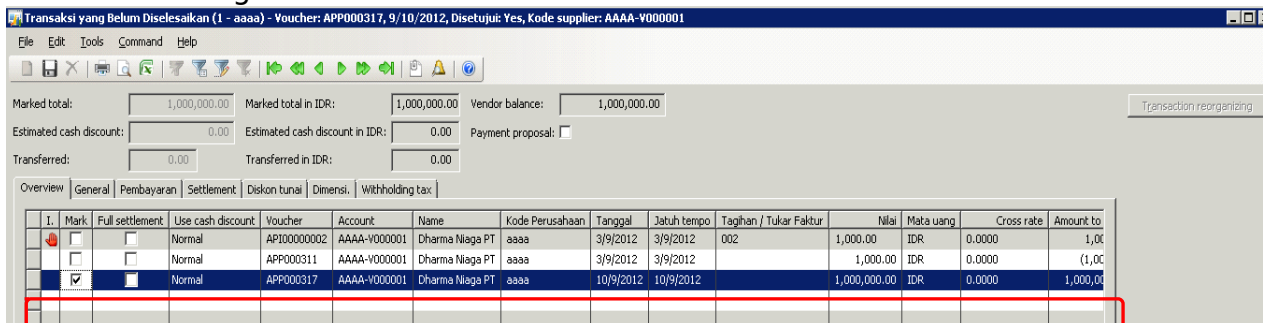 Transaksi yang Belum Diselesaikan (1 - aaaa) - Voucher: APP000317, 9/10/2012, Disetujui: Yes, Kode supplier: AAAA-V000001
File Edit Tools Command Help
Marked total: 1,000,000.00 Marked total in IDR: 1,000,000.00 Vendor balance: 1,000,000.00 Transaction reorganizing
Estimated cash discount: 0.00 Estimated cash discount in IDR: 0.00 Payment proposal:
Transferred: 0.00 Transferred in IDR: 0.00
Overview General Pembayaran Settlement Diskon tunai Dimensi. Withholding tax
I. Mark Full settlement Use cash discount Voucher Account Name Kode Perusahaan Tanggal Jatuh tempo Tagihan / Tukar Faktur Nilai Mata uang Cross rate Amount to
Normal API00000002 AAAA-V000001 Dharma Niaga PT aaaa 3/9/2012 3/9/2012 002 1,000.00 IDR 0.0000 1,00
Normal APP000311 AAAA-V000001 Dharma Niaga PT aaaa 3/9/2012 3/9/2012 1,000.00 IDR 0.0000 (1,00
Normal APP000317 AAAA-V000001 Dharma Niaga PT aaaa 10/9/2012 10/9/2012 1,000,000.00 IDR 0.0000 1,000,00